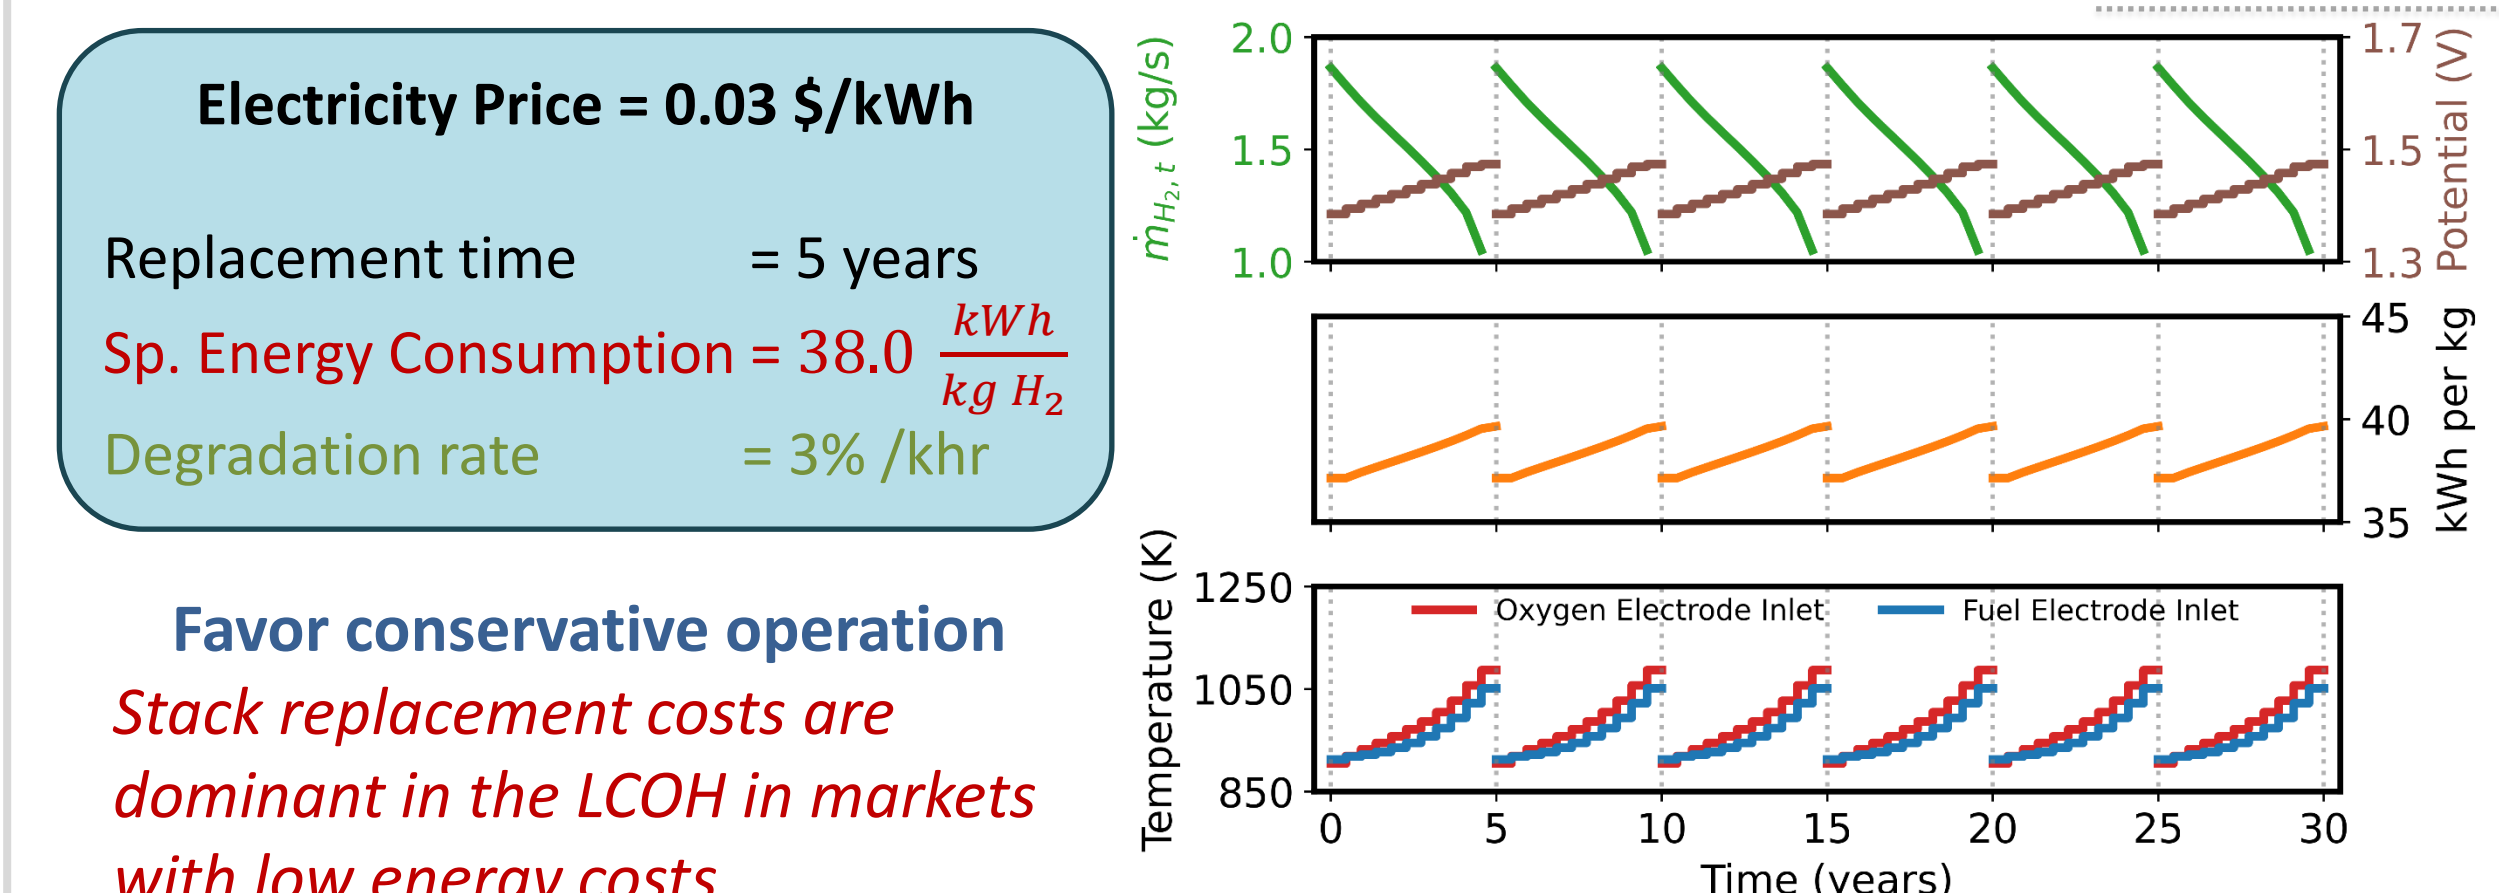 Electricity Price = 0.03 $/kWh
Replacement time = 5 years
Sp. Energy Consumption = 38.0 kWh/kg H₂
Degradation rate = 3% /khr
Favor conservative operation
Stack replacement costs are
dominant in the LCOH in markets
with low energy costs
ṁ_{H₂, t} (kg/s)
2.0
1.5
1.0
1.7
1.5
1.3
Potential (V)
45
40
35
kWh per kg
Temperature (K)
1250
1050
850
Oxygen Electrode Inlet
Fuel Electrode Inlet
0 5 10 15 20 25 30
Time (years)